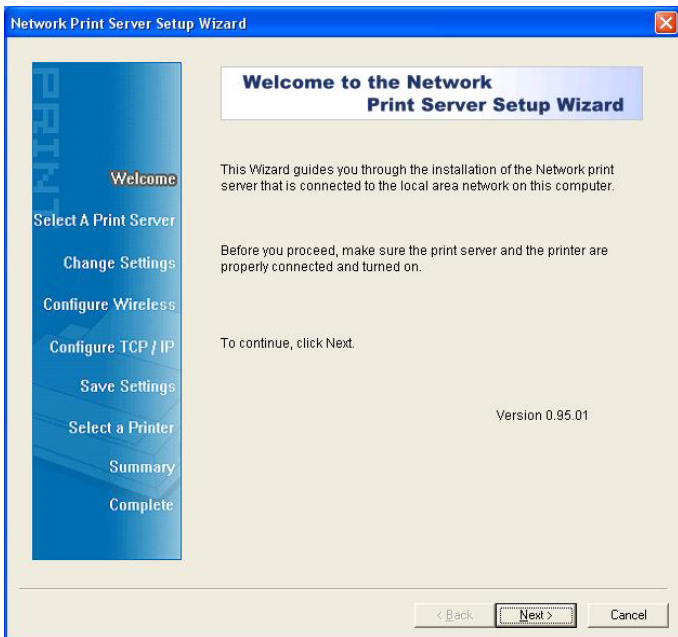 Network Print Server Setup Wizard
PRINT
Welcome
Select A Print Server
Change Settings
Configure Wireless
Configure TCP / IP
Save Settings
Select a Printer
Summary
Complete
Welcome to the Network
Print Server Setup Wizard
This Wizard guides you through the installation of the Network print
server that is connected to the local area network on this computer.
Before you proceed, make sure the print server and the printer are
properly connected and turned on.
To continue, click Next.
Version 0.95.01
< Back
Next >
Cancel